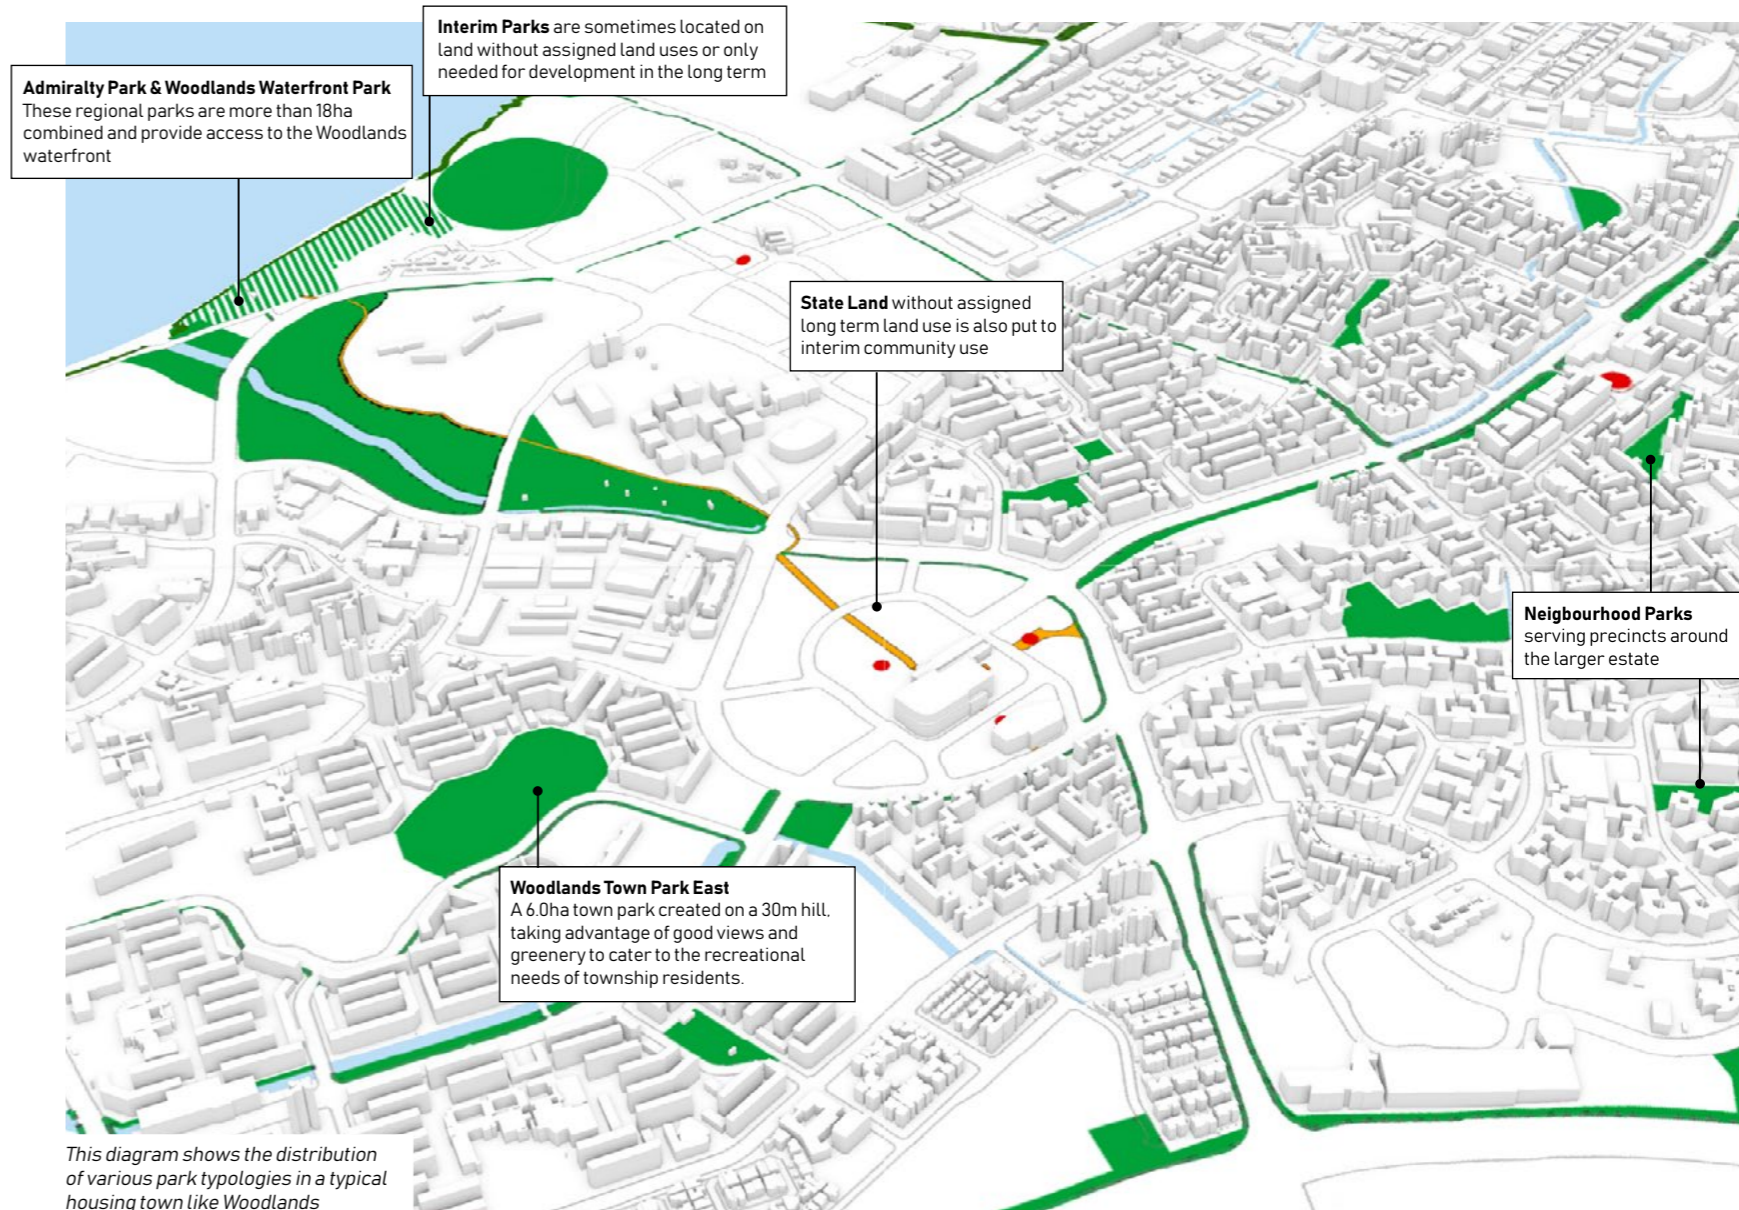 Interim Parks are sometimes located on
land without assigned land uses or only
needed for development in the long term
Admiralty Park & Woodlands Waterfront Park
These regional parks are more than 18ha
combined and provide access to the Woodlands
waterfront
State Land without assigned
long term land use is also put to
interim community use
Neigbourhood Parks
serving precincts around
the larger estate
Woodlands Town Park East
A 6.0ha town park created on a 30m hill,
taking advantage of good views and
greenery to cater to the recreational
needs of township residents.
This diagram shows the distribution
of various park typologies in a typical
housing town like Woodlands